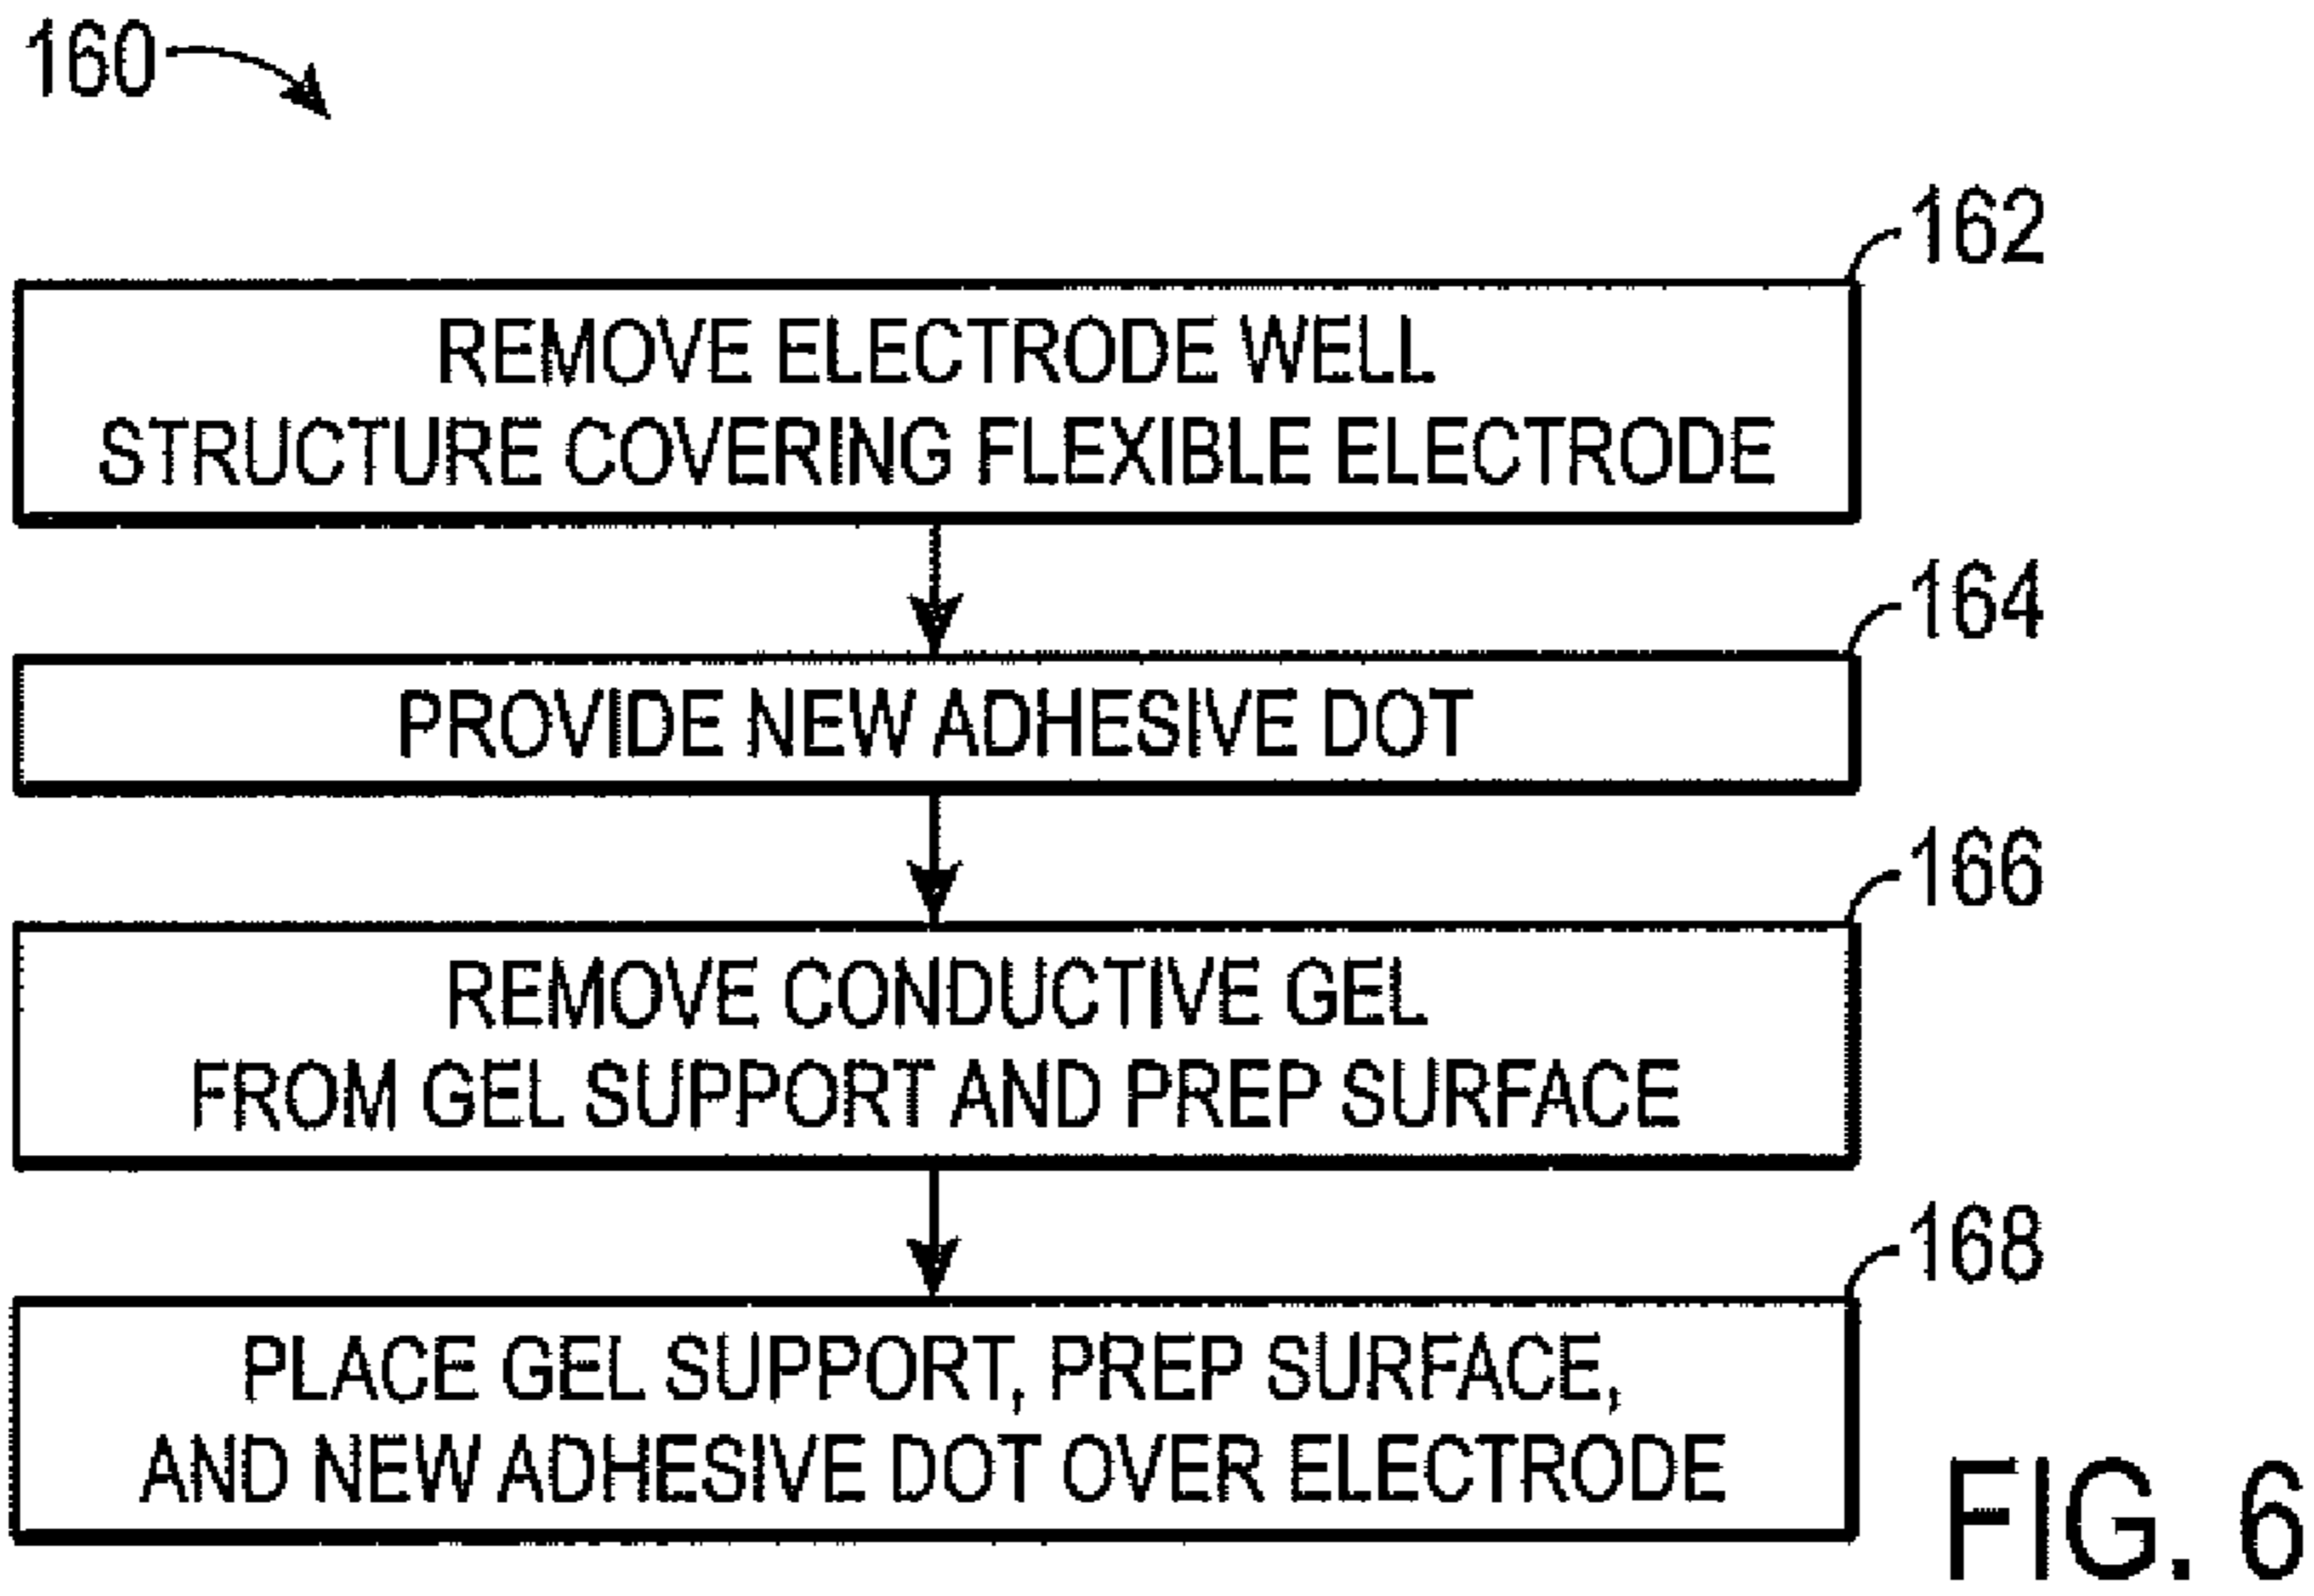 160
162
REMOVE ELECTRODE WELL
STRUCTURE COVERING FLEXIBLE ELECTRODE
164
PROVIDE NEW ADHESIVE DOT
166
REMOVE CONDUCTIVE GEL
FROM GEL SUPPORT AND PREP SURFACE
168
PLACE GEL SUPPORT, PREP SURFACE,
AND NEW ADHESIVE DOT OVER ELECTRODE
FIG. 6